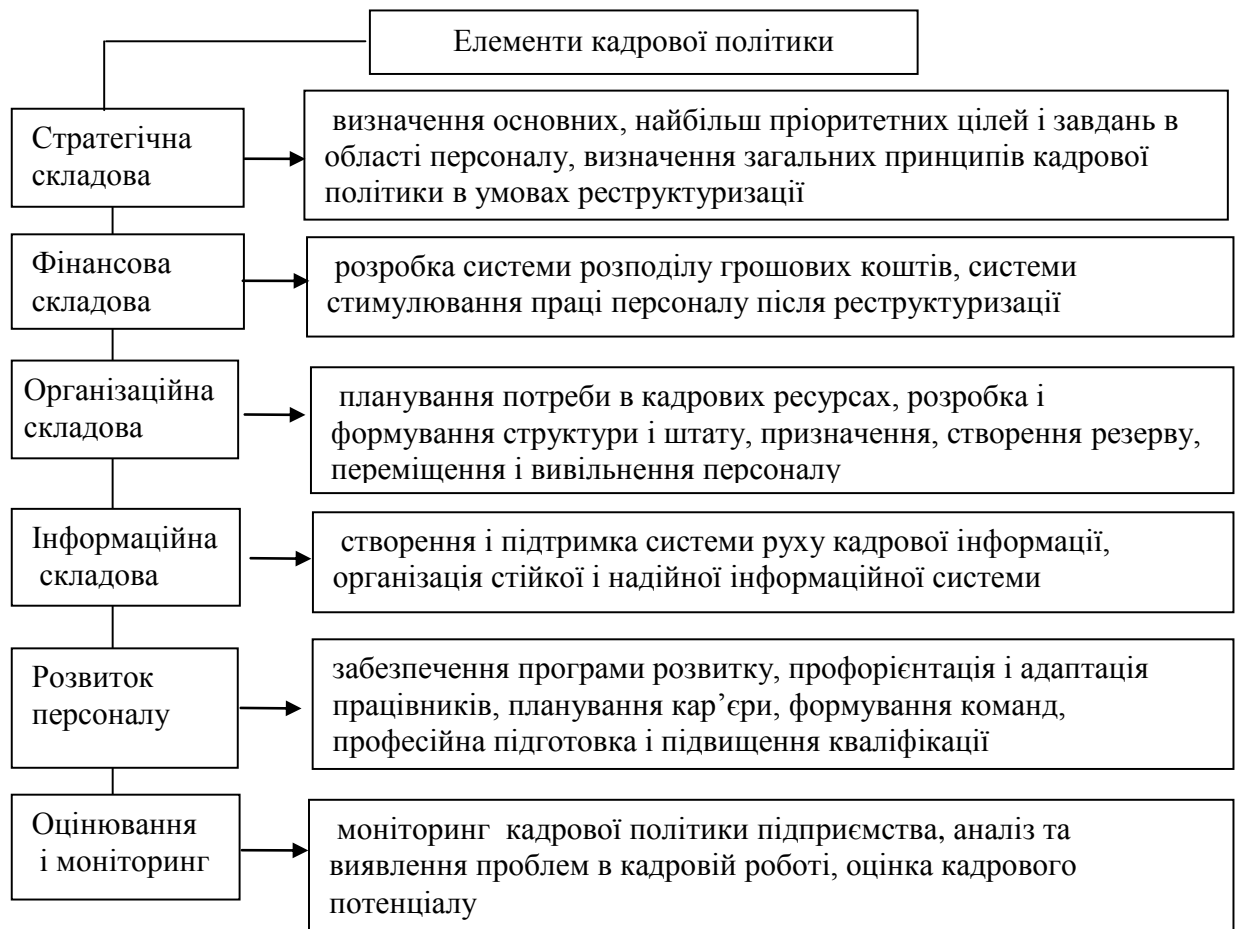 Елементи кадрової політики
Стратегічна
складова
визначення основних, найбільш пріоритетних цілей і завдань в
області персоналу, визначення загальних принципів кадрової
політики в умовах реструктуризації
Фінансова
складова
розробка системи розподілу грошових коштів, системи
стимулювання праці персоналу після реструктуризації
Організаційна
складова
планування потреби в кадрових ресурсах, розробка і
формування структури і штату, призначення, створення резерву,
переміщення і вивільнення персоналу
Інформаційна
складова
створення і підтримка системи руху кадрової інформації,
організація стійкої і надійної інформаційної системи
Розвиток
персоналу
забезпечення програми розвитку, профорієнтація і адаптація
працівників, планування кар’єри, формування команд,
професійна підготовка і підвищення кваліфікації
Оцінювання
і моніторинг
моніторинг кадрової політики підприємства, аналіз та
виявлення проблем в кадровій роботі, оцінка кадрового
потенціалу